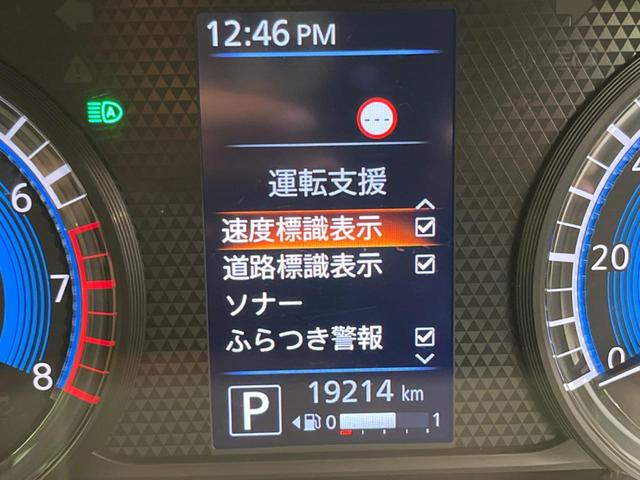 12:46 PM
---
運転支援
速度標識表示
道路標識表示
ソナー
ふらつき警報
P
19214 km
0 1
A
6
7
8
20
0